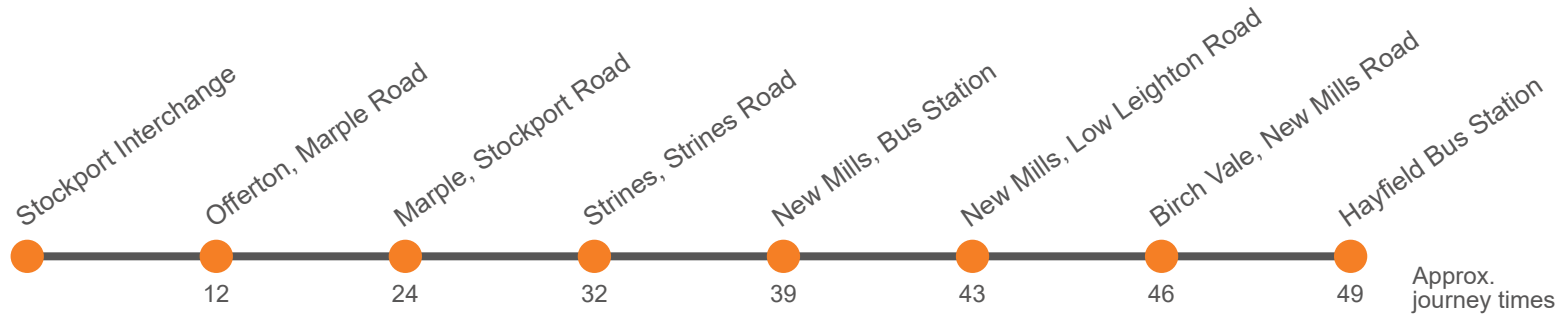 Stockport Interchange
Offerton, Marple Road
Marple, Stockport Road
Strines, Strines Road
New Mills, Bus Station
New Mills, Low Leighton Road
Birch Vale, New Mills Road
Hayfield Bus Station
12
24
32
39
43
46
49
Approx.
journey times